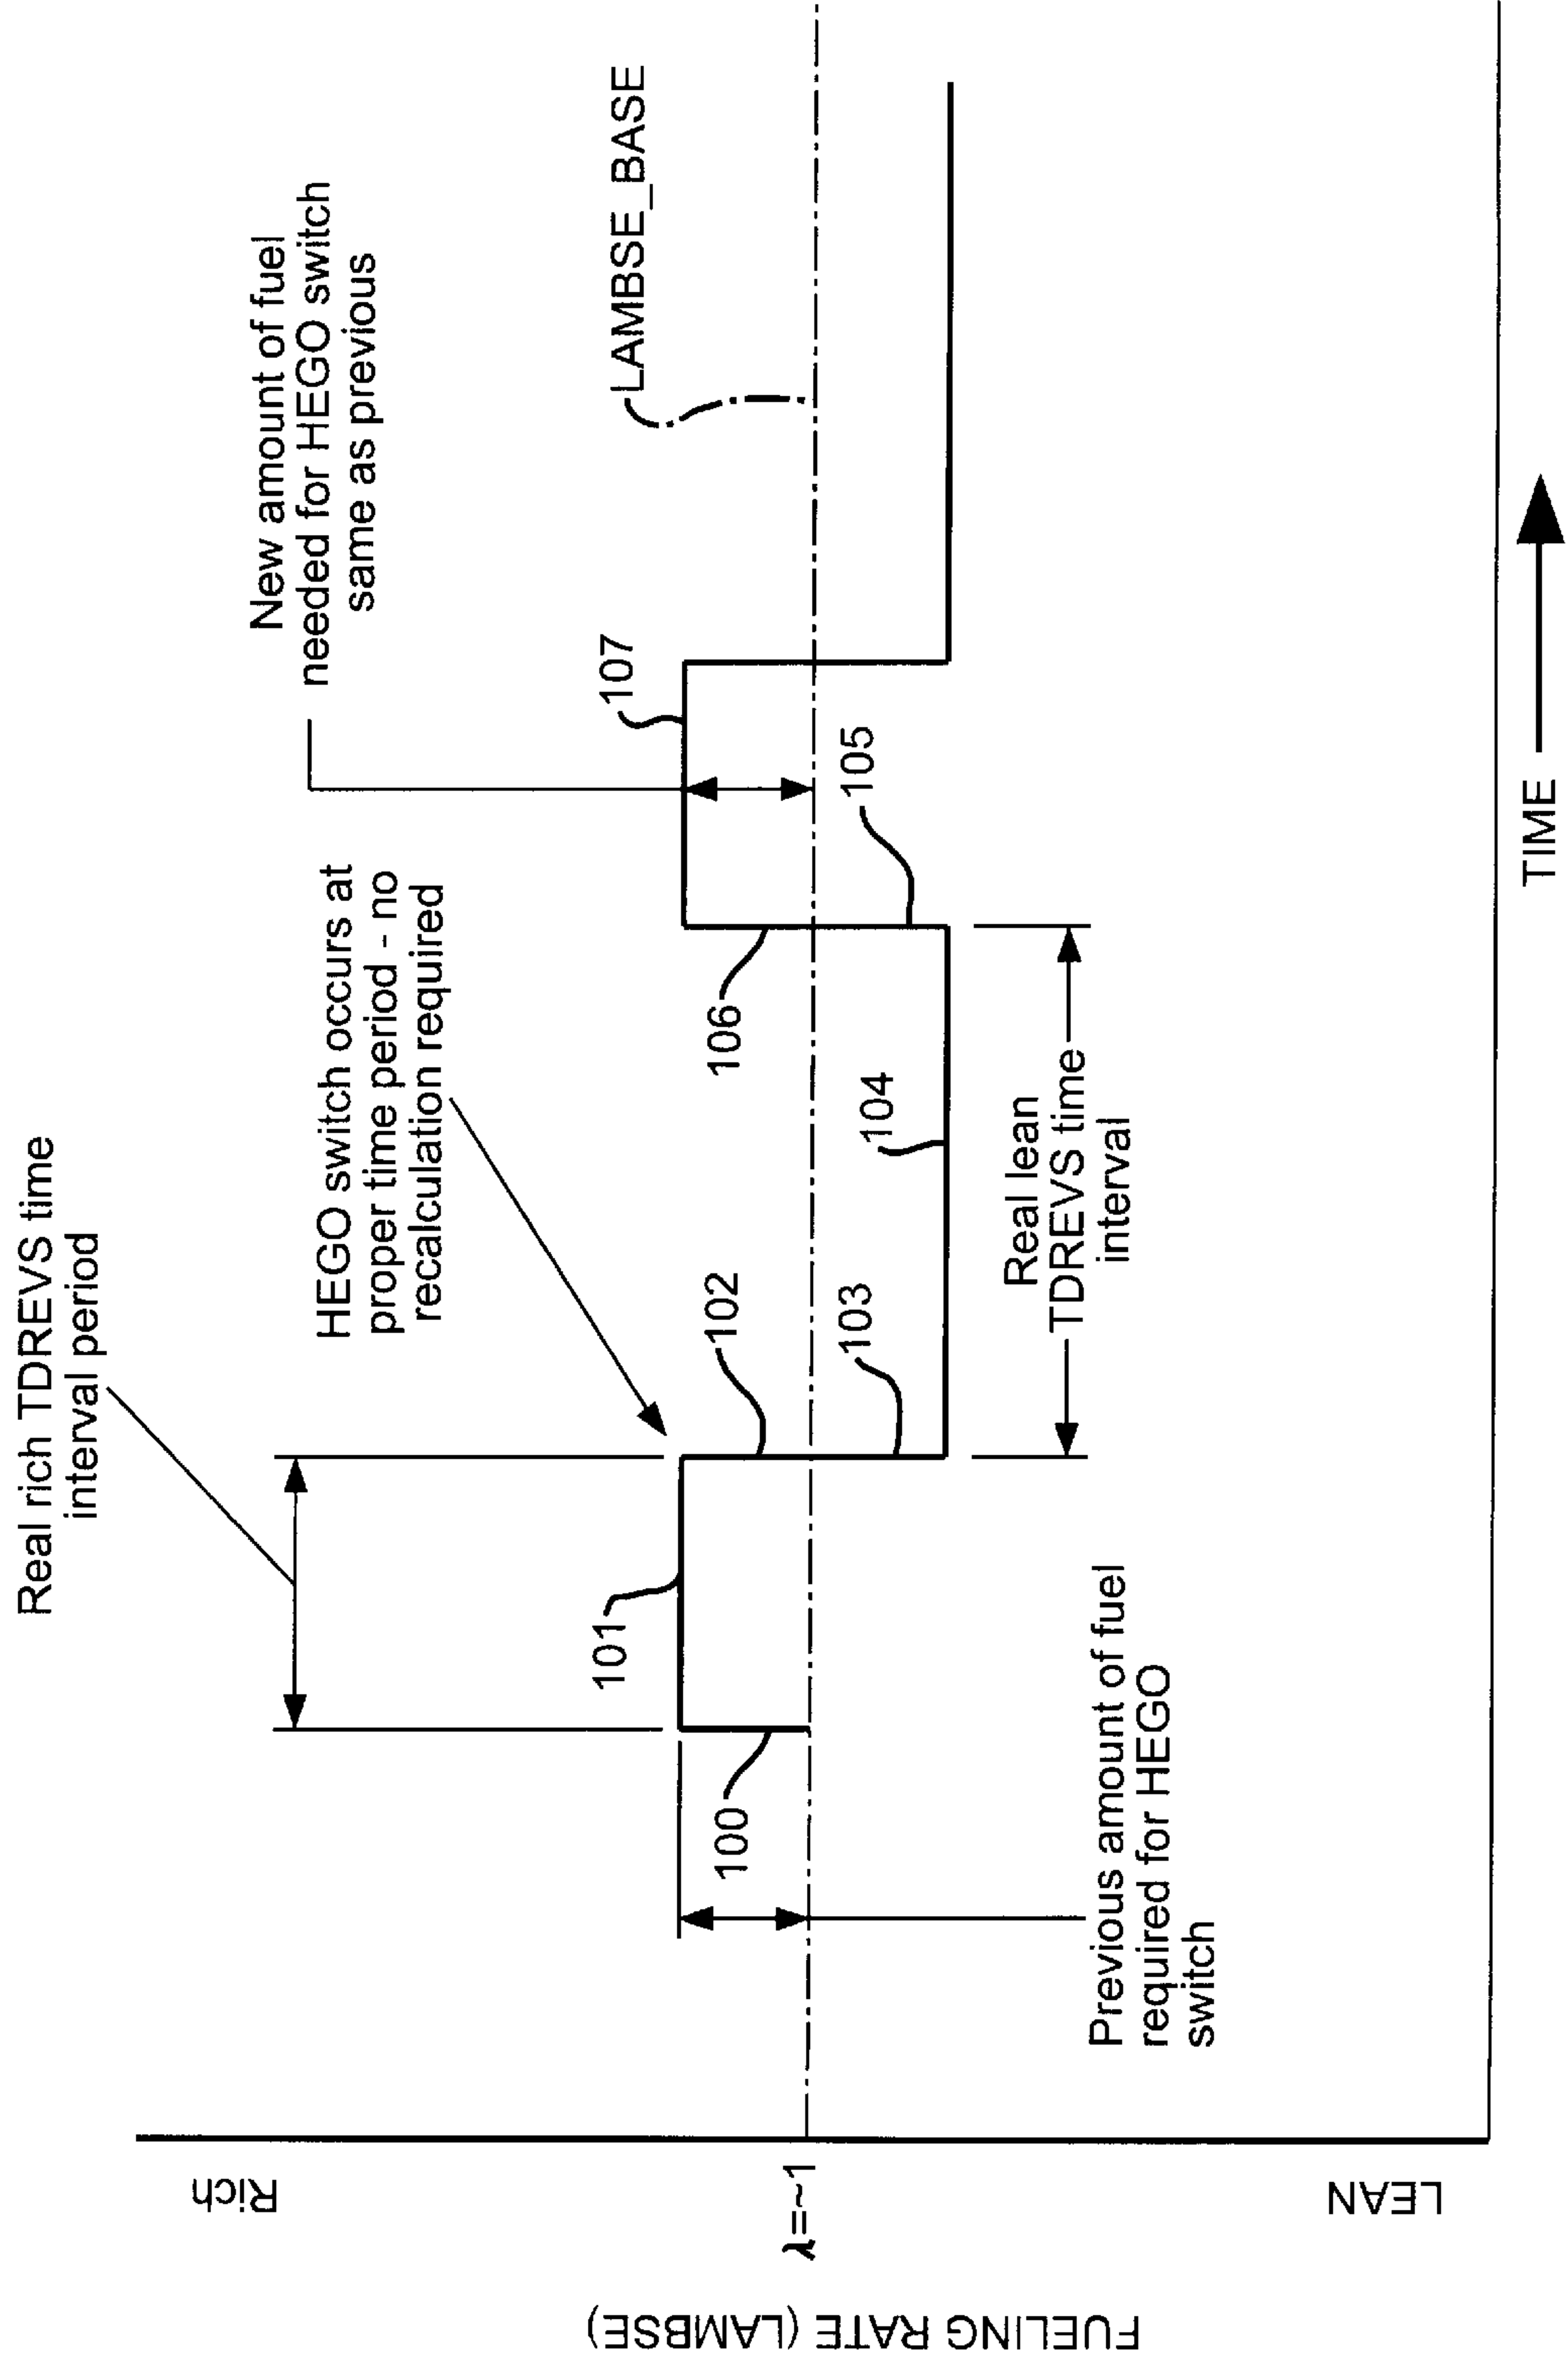 Real rich TDREVS time
interval period
HEGO switch occurs at
proper time period - no
recalculation required
New amount of fuel
needed for HEGO switch
same as previous
LAMBSE_BASE
Rich
λ=~1
LEAN
FUELING RATE (LAMBSE)
100
101
102
103
104
105
106
107
Previous amount of fuel
required for HEGO
switch
Real lean
TDREVS time
interval
TIME